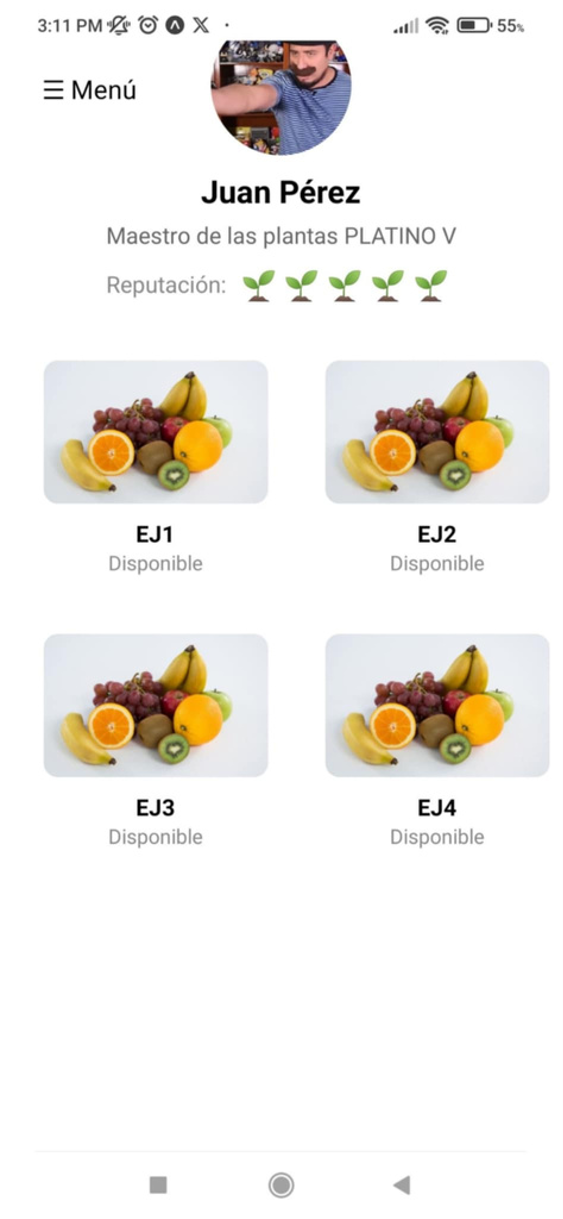 3:11 PM 55%
☰ Menú
Juan Pérez
Maestro de las plantas PLATINO V
Reputación:
EJ1 EJ2
Disponible Disponible
EJ3 EJ4
Disponible Disponible